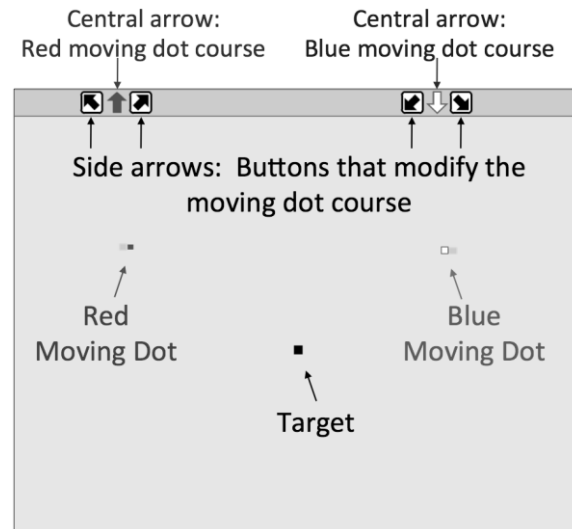 Central arrow:
Red moving dot course
Central arrow:
Blue moving dot course
Side arrows: Buttons that modify the
moving dot course
Red
Moving Dot
Blue
Moving Dot
Target